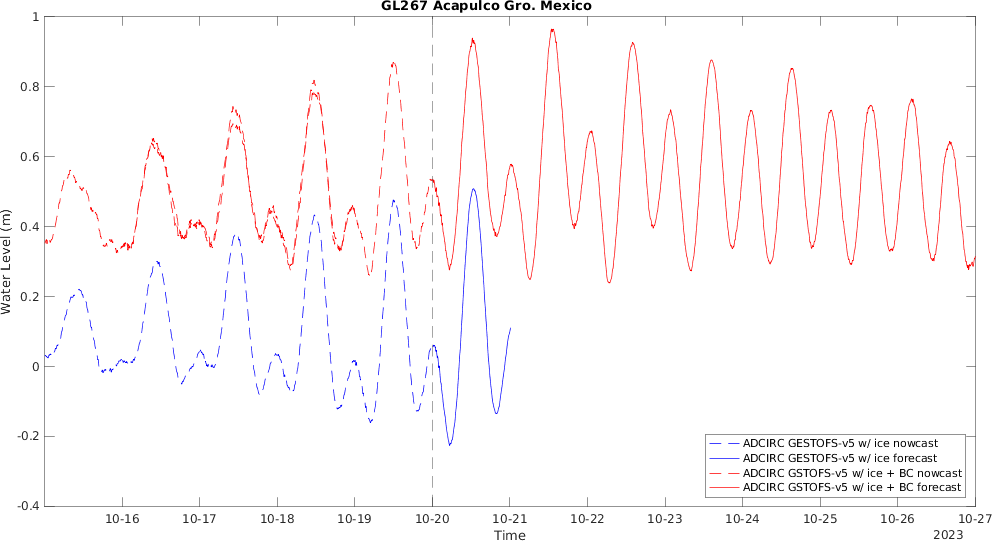 GL267 Acapulco Gro. Mexico
1
0.8
0.6
0.4
0.2
0
-0.2
-0.4
Water Level (m)
ADCIRC GESTOFS-v5 w/ ice nowcast
ADCIRC GESTOFS-v5 w/ ice forecast
ADCIRC GSTOFS-v5 w/ ice + BC nowcast
ADCIRC GSTOFS-v5 w/ ice + BC forecast
10-16 10-17 10-18 10-19 10-20 10-21 10-22 10-23 10-24 10-25 10-26 10-27
Time
2023